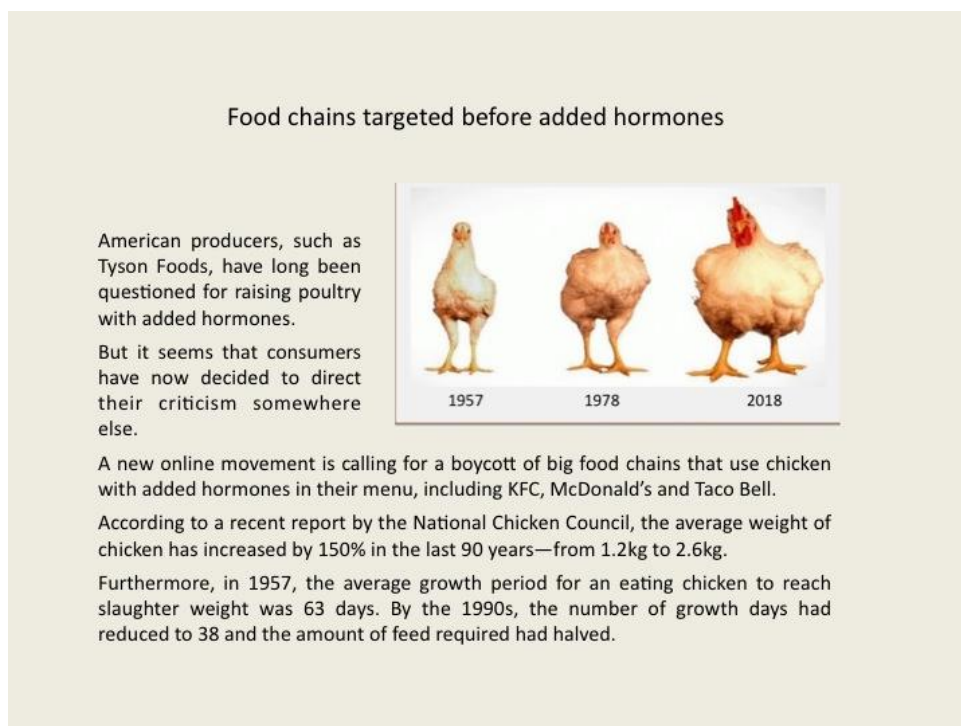 Food chains targeted before added hormones
American producers, such as
Tyson Foods, have long been
questioned for raising poultry
with added hormones.
But it seems that consumers
have now decided to direct
their criticism somewhere
else.
1957 1978 2018
A new online movement is calling for a boycott of big food chains that use chicken
with added hormones in their menu, including KFC, McDonald's and Taco Bell.
According to a recent report by the National Chicken Council, the average weight of
chicken has increased by 150% in the last 90 years—from 1.2kg to 2.6kg.
Furthermore, in 1957, the average growth period for an eating chicken to reach
slaughter weight was 63 days. By the 1990s, the number of growth days had
reduced to 38 and the amount of feed required had halved.